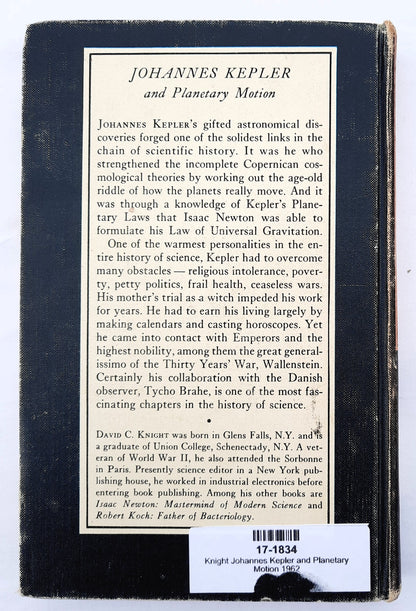 JOHANNES KEPLER
and Planetary Motion
JOHANNES KEPLER's gifted astronomical dis-
coveries forged one of the solidest links in the
chain of scientific history. It was he who
strengthened the incomplete Copernican cos-
mological theories by working out the age-old
riddle of how the planets really move. And it
was through a knowledge of Kepler's Plane-
tary Laws that Isaac Newton was able to
formulate his Law of Universal Gravitation.
One of the warmest personalities in the en-
tire history of science, Kepler had to overcome
many obstacles — religious intolerance, pover-
ty, petty politics, frail health, ceaseless wars.
His mother's trial as a witch impeded his work
for years. He had to earn his living largely by
making calendars and casting horoscopes. Yet
he came into contact with Emperors and the
highest nobility, among them the great general-
issimo of the Thirty Years' War, Wallenstein.
Certainly his collaboration with the Danish
observer, Tycho Brahe, is one of the most fas-
cinating chapters in the history of science.
•
DAVID C. KNIGHT was born in Glens Falls, N.Y. and is
a graduate of Union College, Schenectady, N.Y. A vet-
eran of World War II, he also attended the Sorbonne
in Paris. Presently science editor in a New York pub-
lishing house, he worked in industrial electronics before
entering book publishing. Among his other books are
Isaac Newton: Mastermind of Modern Science and
Robert Koch: Father of Bacteriology.
17-1834
Knight Johannes Kepler and Planetary
Motion 1962